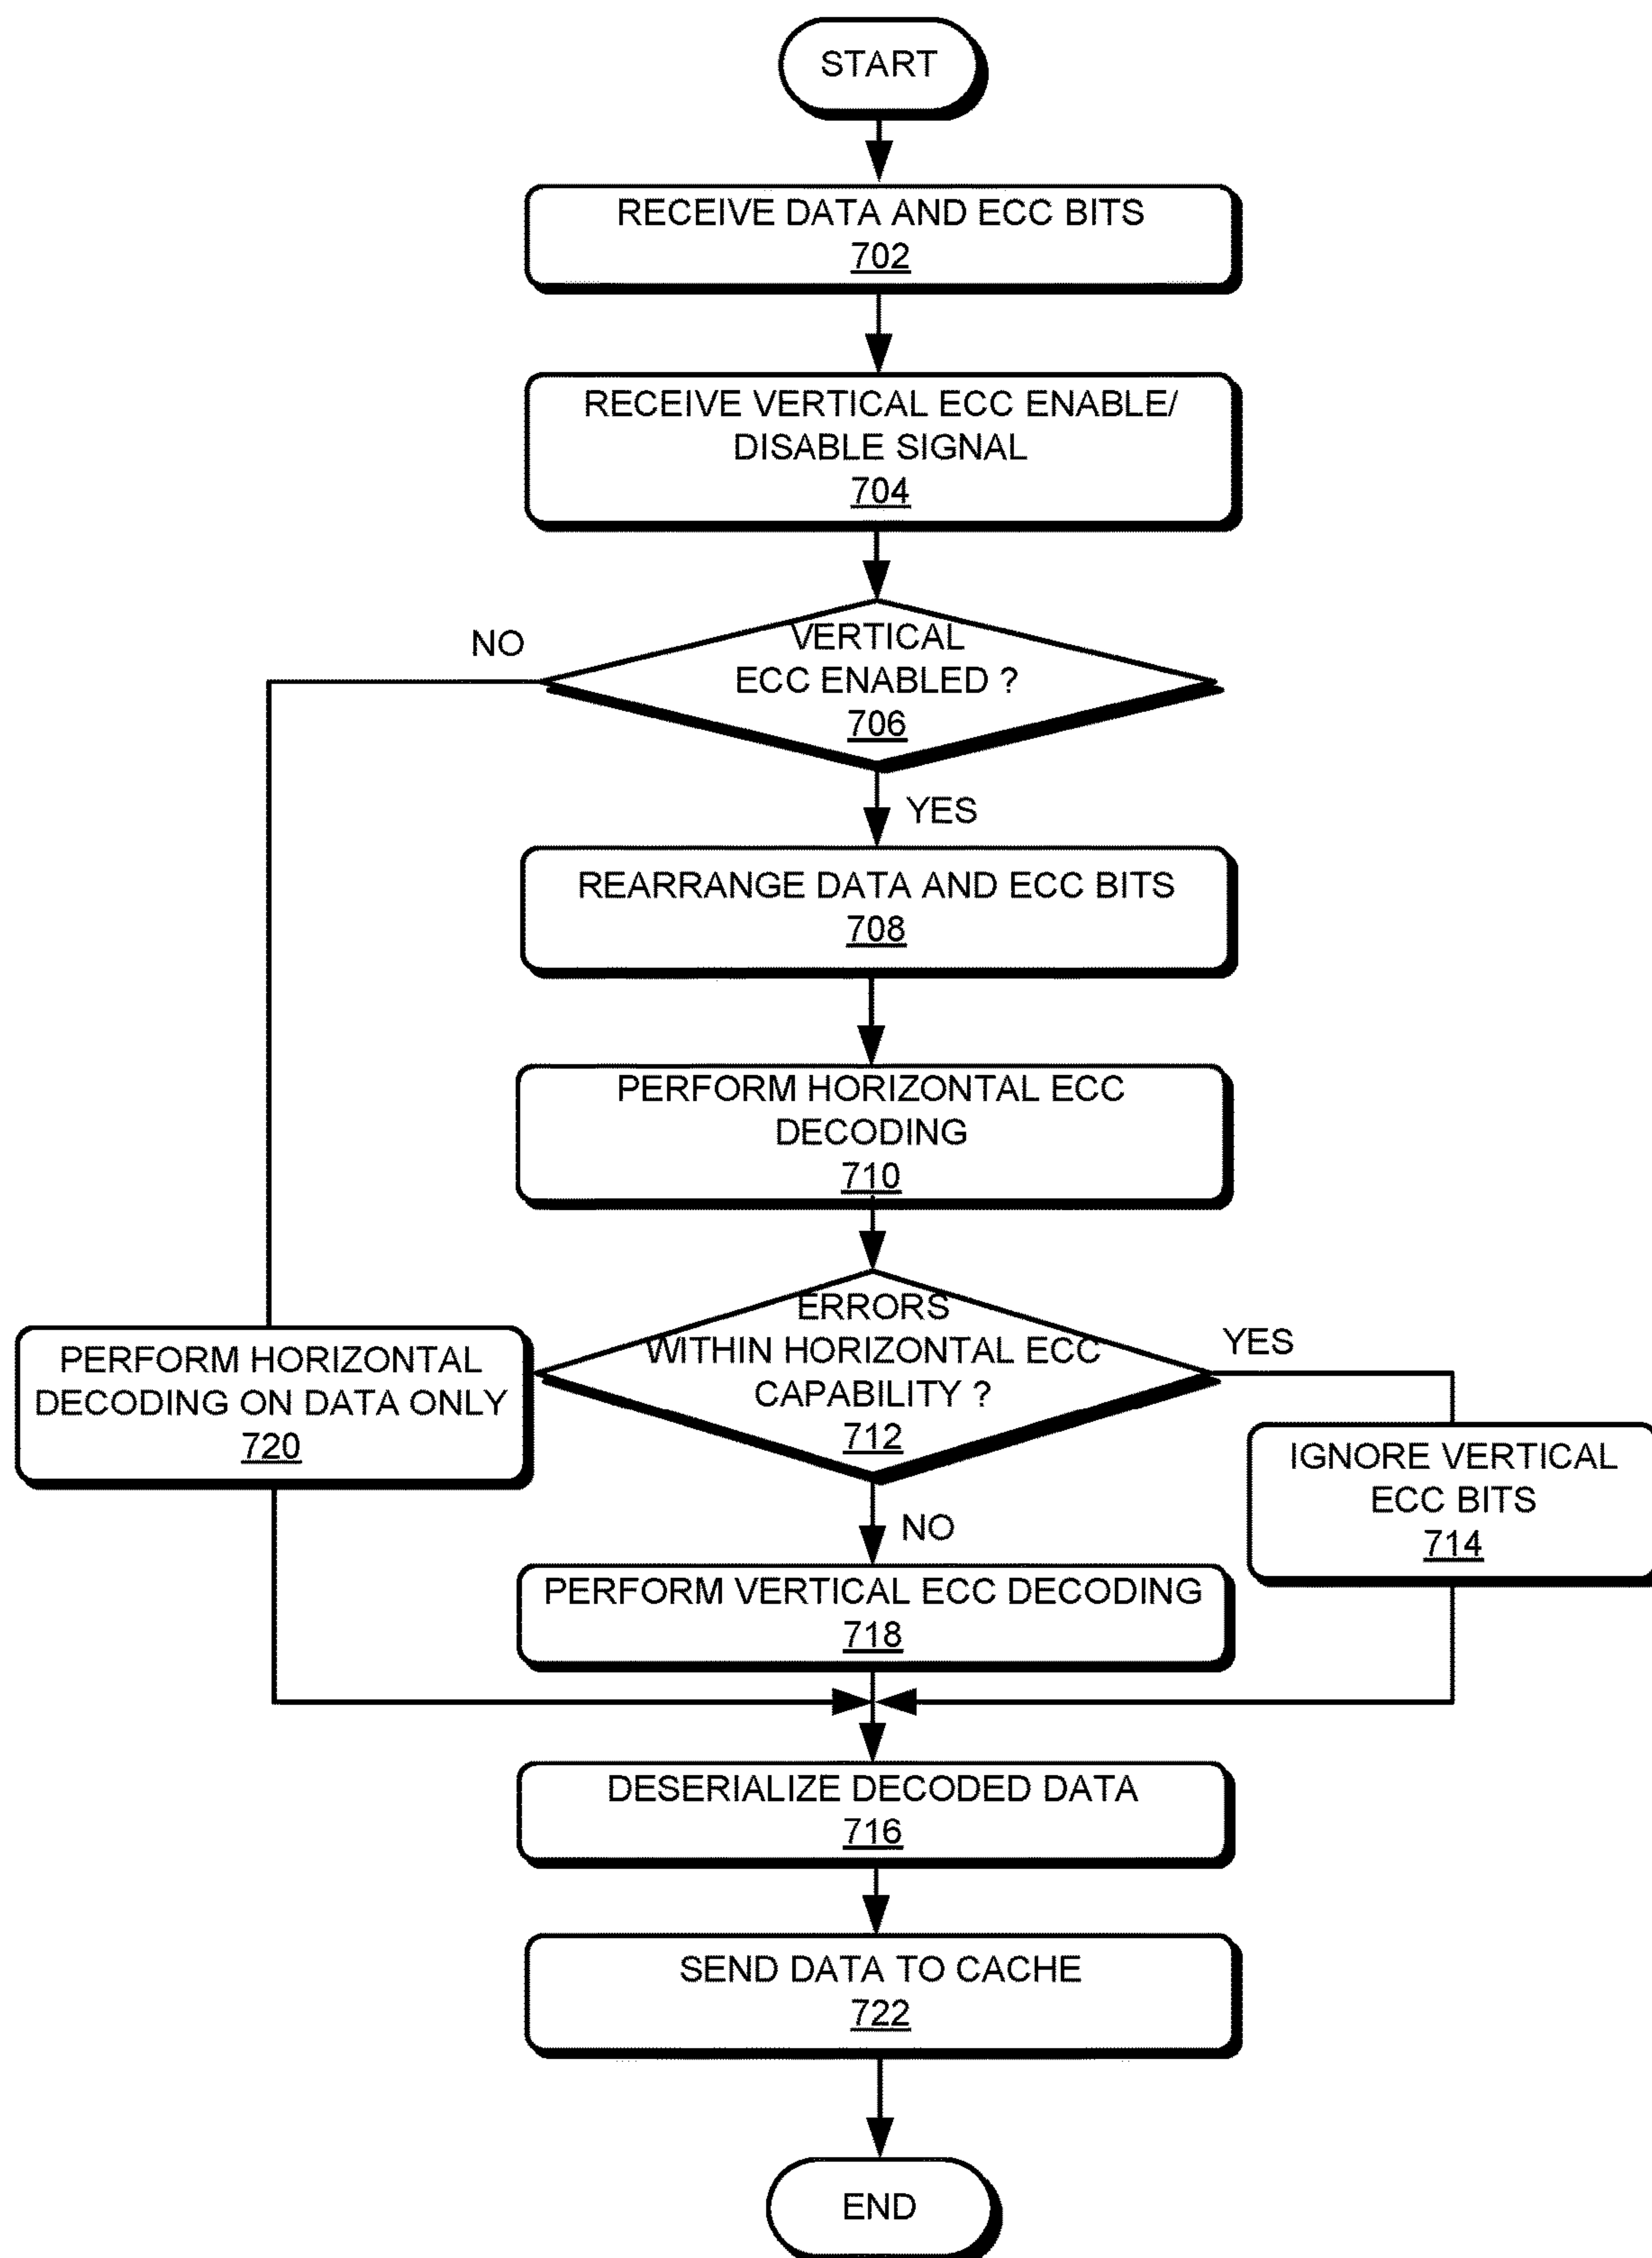 START
RECEIVE DATA AND ECC BITS
702
RECEIVE VERTICAL ECC ENABLE/
DISABLE SIGNAL
704
VERTICAL
ECC ENABLED ?
706
NO
YES
REARRANGE DATA AND ECC BITS
708
PERFORM HORIZONTAL ECC
DECODING
710
ERRORS
WITHIN HORIZONTAL ECC
CAPABILITY ?
712
YES
NO
PERFORM HORIZONTAL
DECODING ON DATA ONLY
720
IGNORE VERTICAL
ECC BITS
714
PERFORM VERTICAL ECC DECODING
718
DESERIALIZE DECODED DATA
716
SEND DATA TO CACHE
722
END